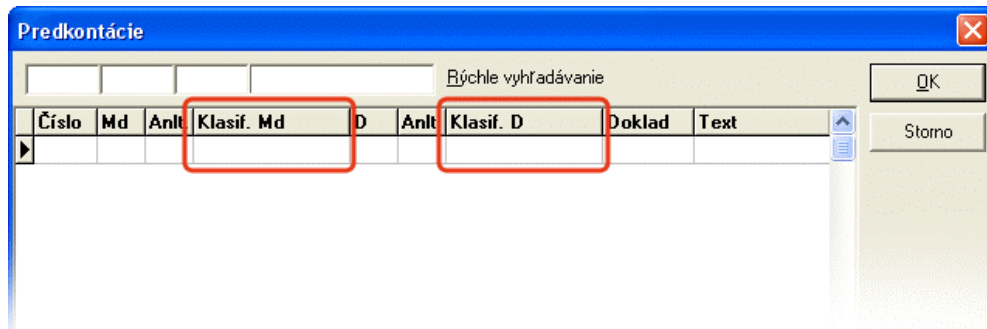 Predkontácie
Rýchle vyhľadávanie
OK
Číslo Md Anlt Klasif. Md D Anlt Klasif. D Doklad Text
Storno